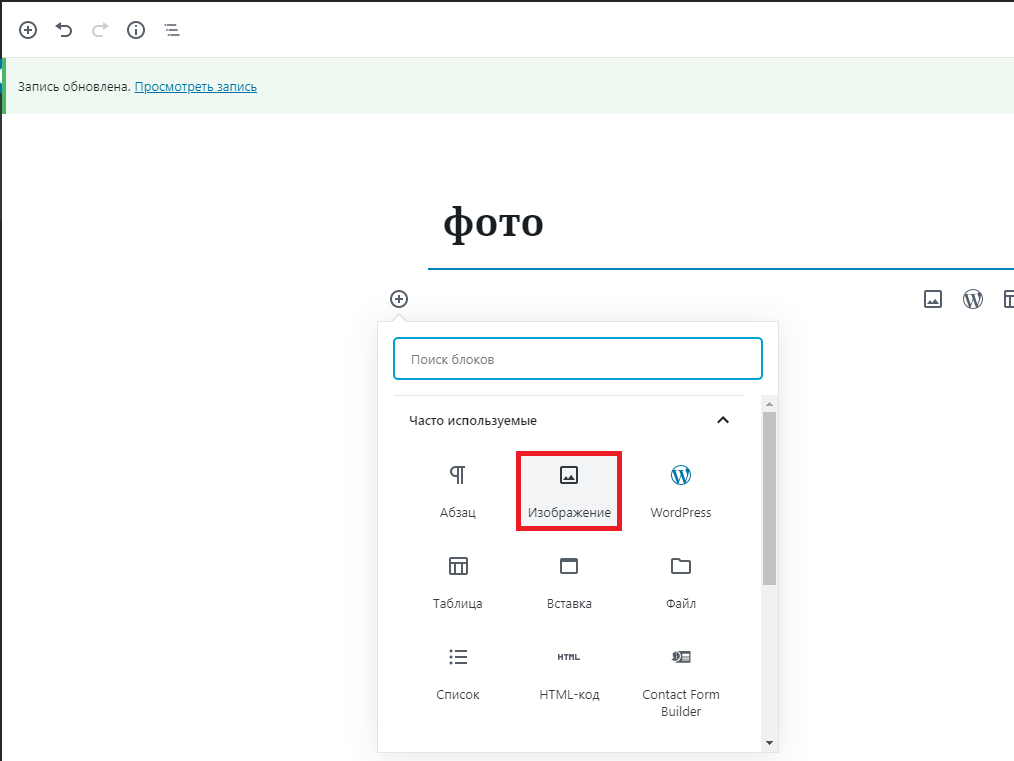 Запись обновлена. Просмотреть запись
фото
Поиск блоков
Часто используемые
Абзац
Изображение
WordPress
Таблица
Вставка
Файл
HTML
Список
HTML-код
Contact Form
Builder